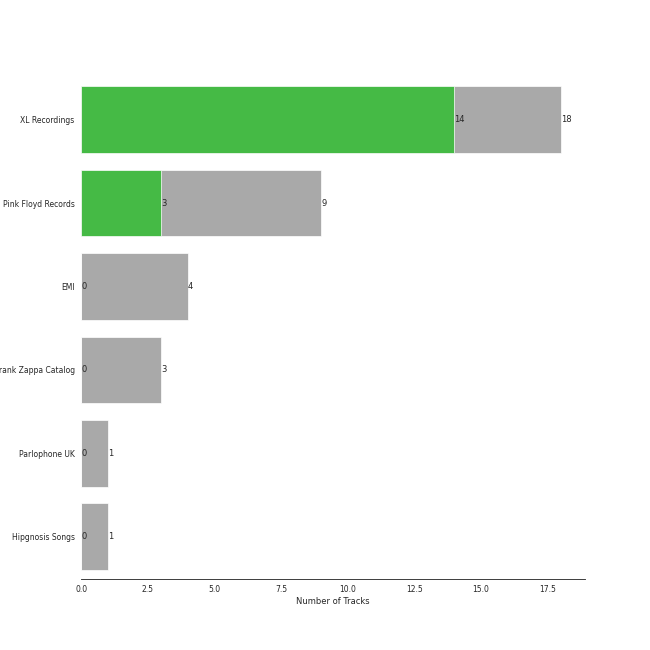 XL Recordings 14 18
Pink Floyd Records 3 9
EMI 0 4
rank Zappa Catalog 0 3
Parlophone UK 0 1
Hipgnosis Songs 0 1
0.0 2.5 5.0 7.5 10.0 12.5 15.0 17.5
Number of Tracks